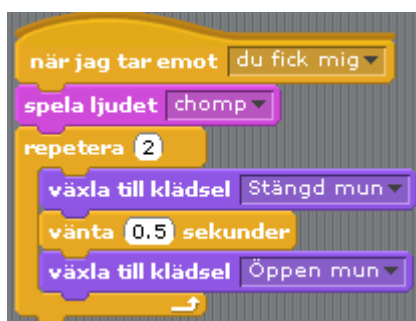 när jag tar emot du fick mig
spela ljudet chomp
repetera 2
växla till klädsel Stängd mun
vänta 0.5 sekunder
växla till klädsel Öppen mun